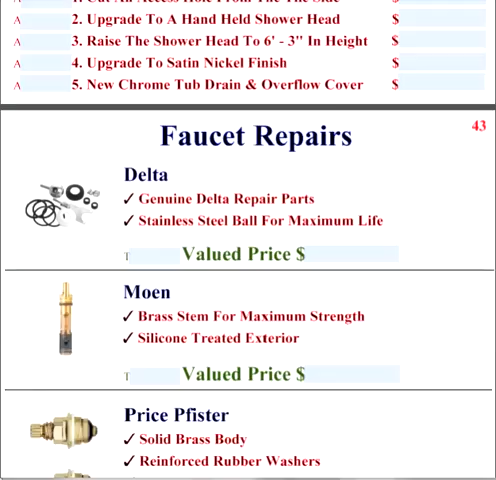 A
2. Upgrade To A Hand Held Shower Head $
A
3. Raise The Shower Head To 6' - 3" In Height $
A
4. Upgrade To Satin Nickel Finish $
A
5. New Chrome Tub Drain & Overflow Cover $
A
43
Faucet Repairs
Delta
✓ Genuine Delta Repair Parts
✓ Stainless Steel Ball For Maximum Life
T Valued Price $
Moen
✓ Brass Stem For Maximum Strength
✓ Silicone Treated Exterior
T Valued Price $
Price Pfister
✓ Solid Brass Body
✓ Reinforced Rubber Washers